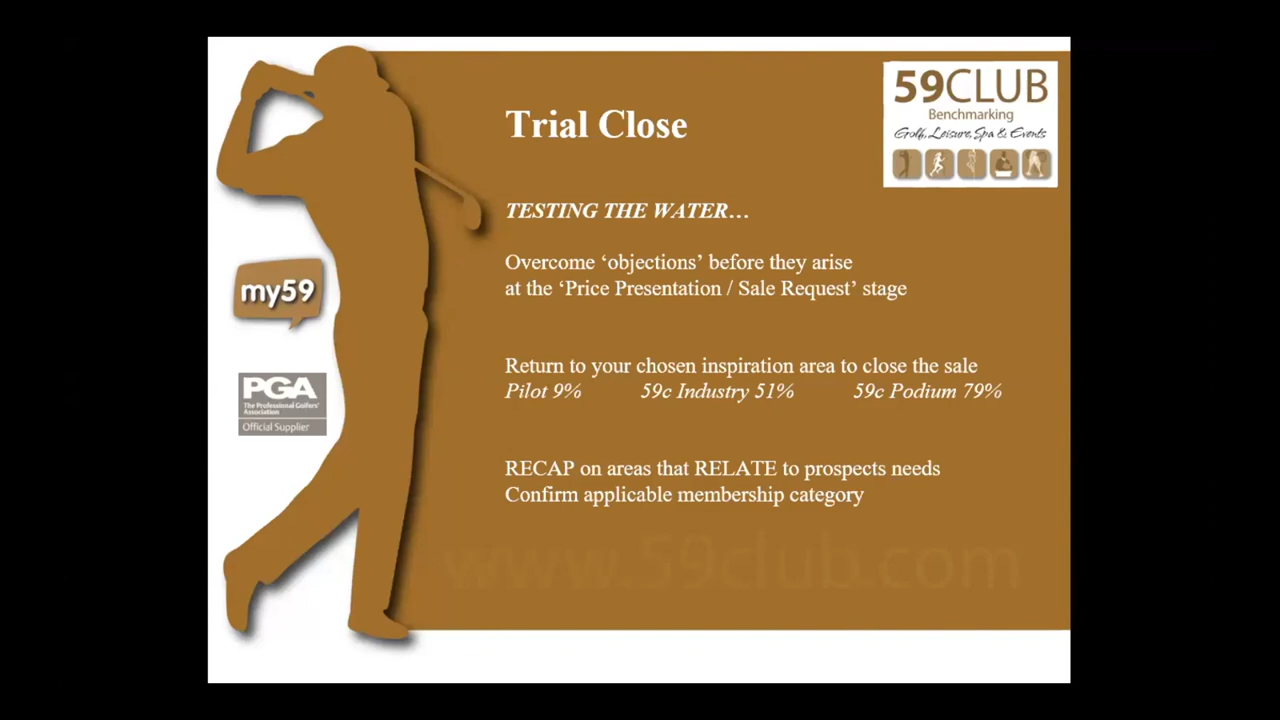 59CLUB
Benchmarking
Golf, Leisure, Spa & Events
Trial Close
TESTING THE WATER…
Overcome ‘objections’ before they arise
at the ‘Price Presentation / Sale Request’ stage
my59
Return to your chosen inspiration area to close the sale
Pilot 9% 59c Industry 51% 59c Podium 79%
PGA
The Professional Golfers'
Association
Official Supplier
RECAP on areas that RELATE to prospects needs
Confirm applicable membership category
www.59club.com